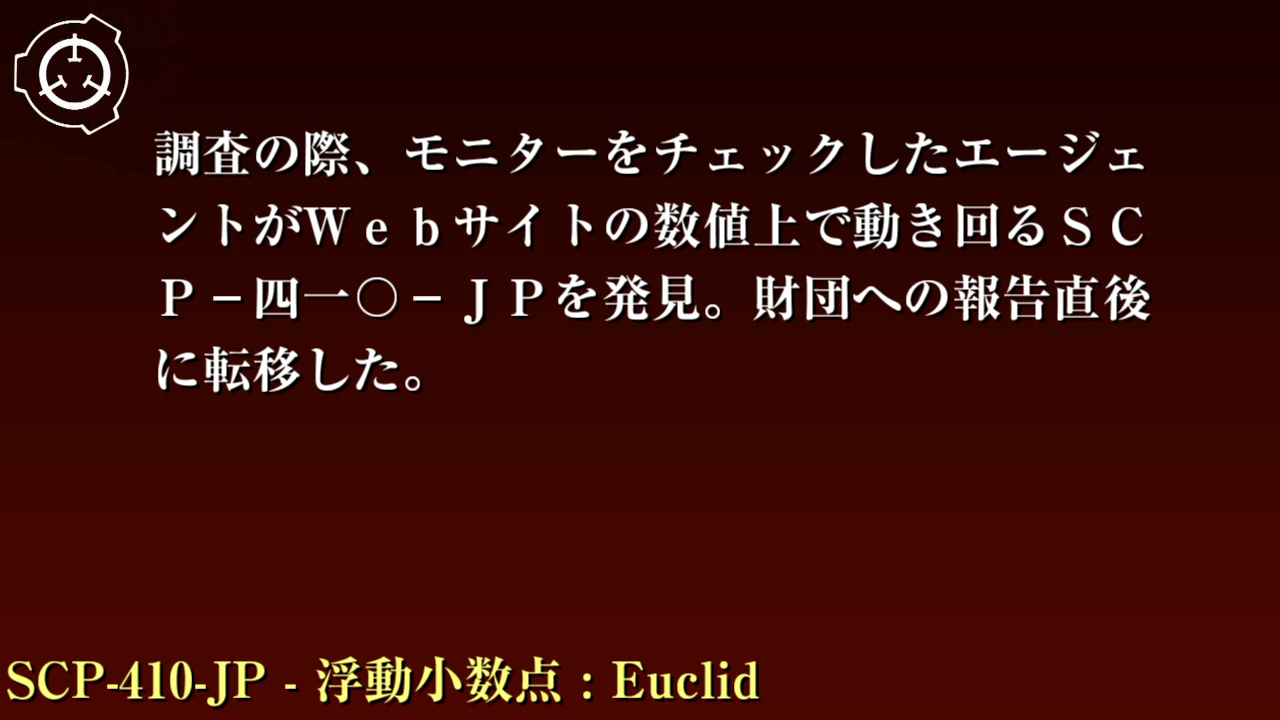 調査の際、モニターをチェックしたエージェ
ントがＷｅｂサイトの数値上で動き回るＳＣ
Ｐ－四一〇－ＪＰを発見。財団への報告直後
に転移した。
SCP-410-JP - 浮動小数点 : Euclid